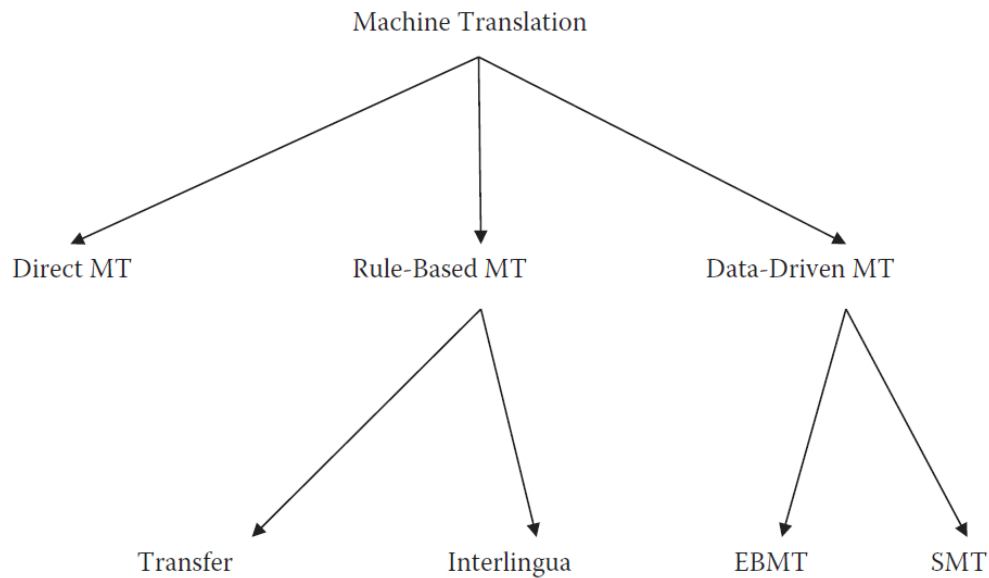 Machine Translation
Direct MT
Rule-Based MT
Data-Driven MT
Transfer
Interlingua
EBMT
SMT